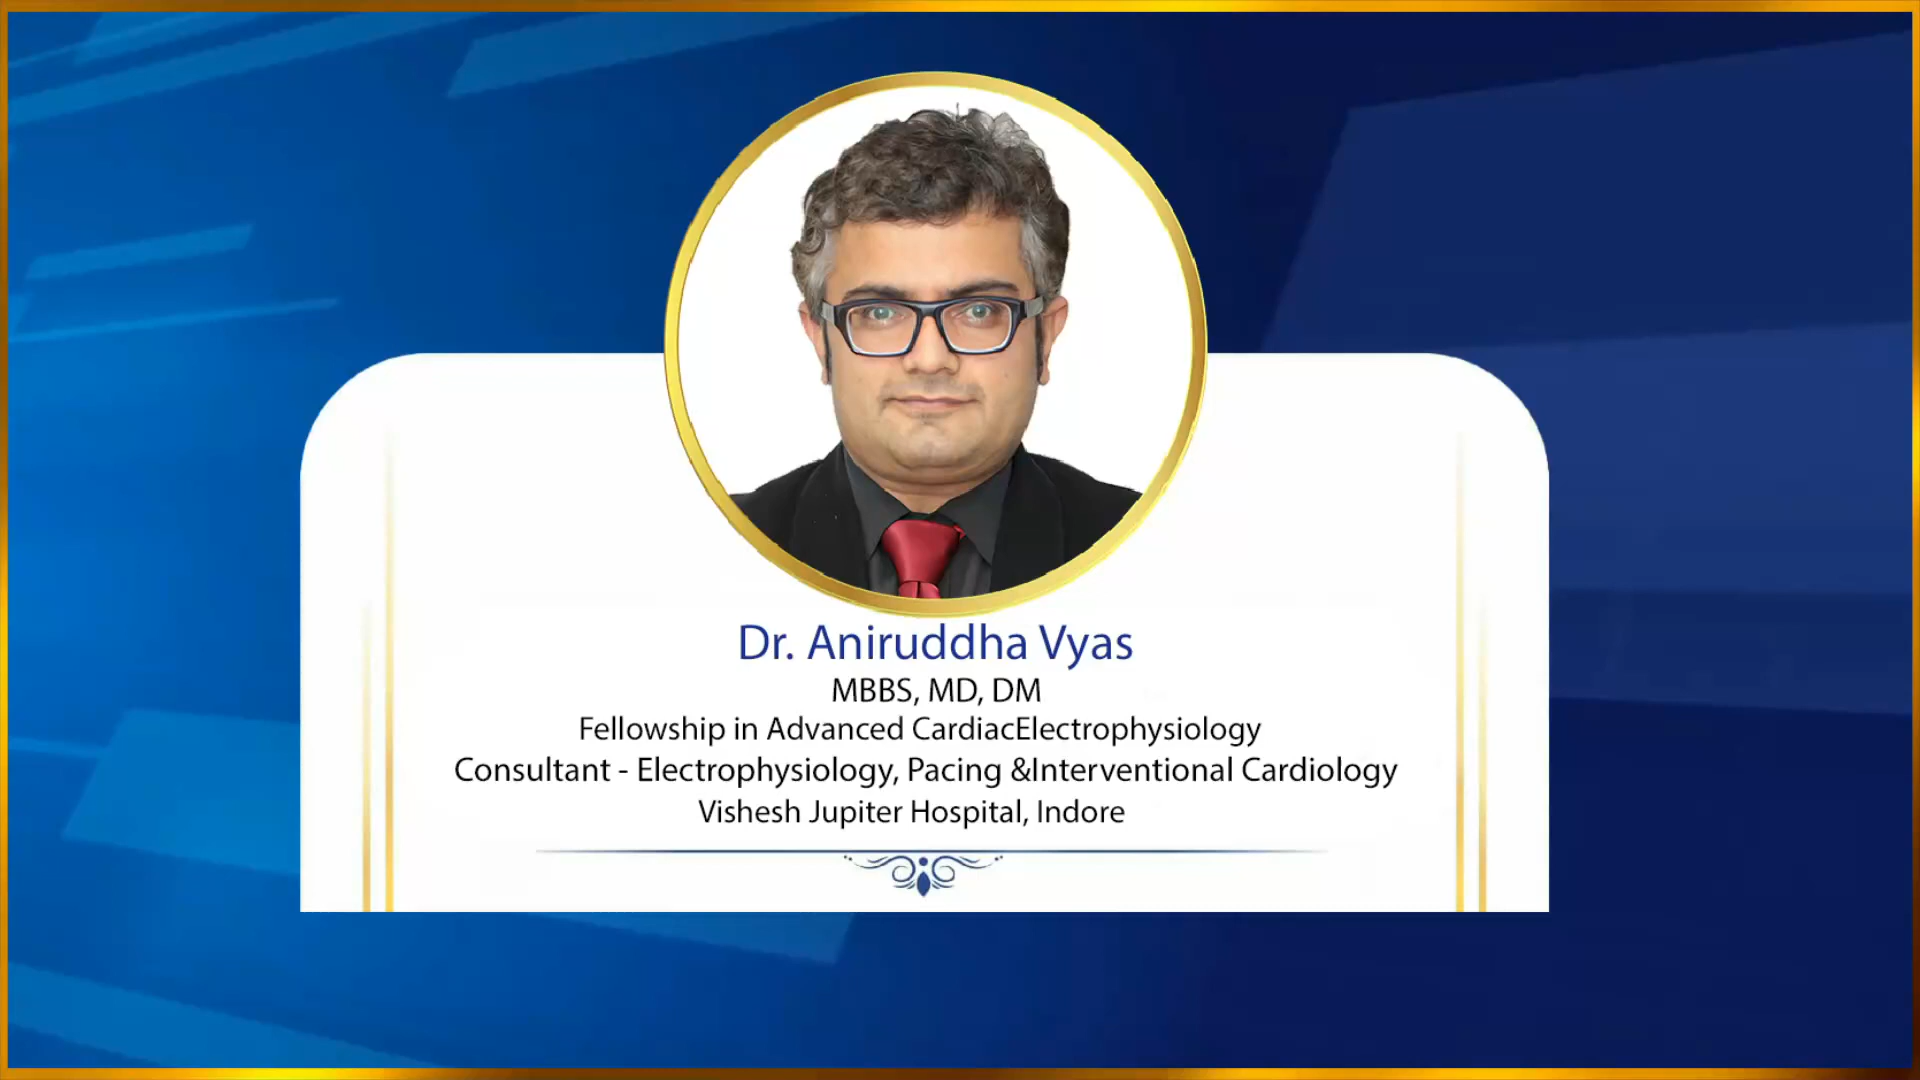 Dr. Aniruddha Vyas
MBBS, MD, DM
Fellowship in Advanced CardiacElectrophysiology
Consultant - Electrophysiology, Pacing &Interventional Cardiology
Vishesh Jupiter Hospital, Indore